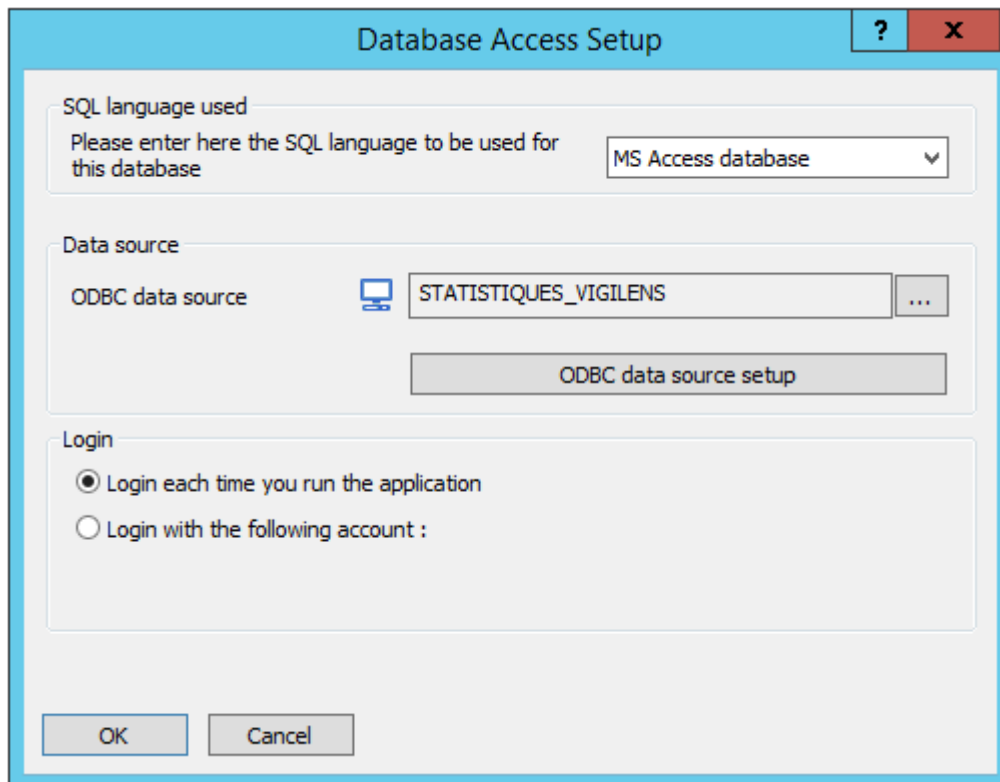 Database Access Setup
?
x
SQL language used
Please enter here the SQL language to be used for
this database
MS Access database
Data source
ODBC data source
STATISTIQUES_VIGILENS
...
ODBC data source setup
Login
Login each time you run the application
Login with the following account :
OK
Cancel